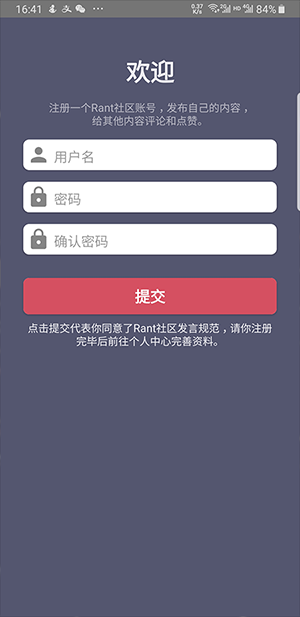 16:41 ... 0.37 K/s 2G HD 4G 84%
欢迎
注册一个Rant社区账号，发布自己的内容，
给其他内容评论和点赞。
用户名
密码
确认密码
提交
点击提交代表你同意了Rant社区发言规范，请你注册
完毕后前往个人中心完善资料。